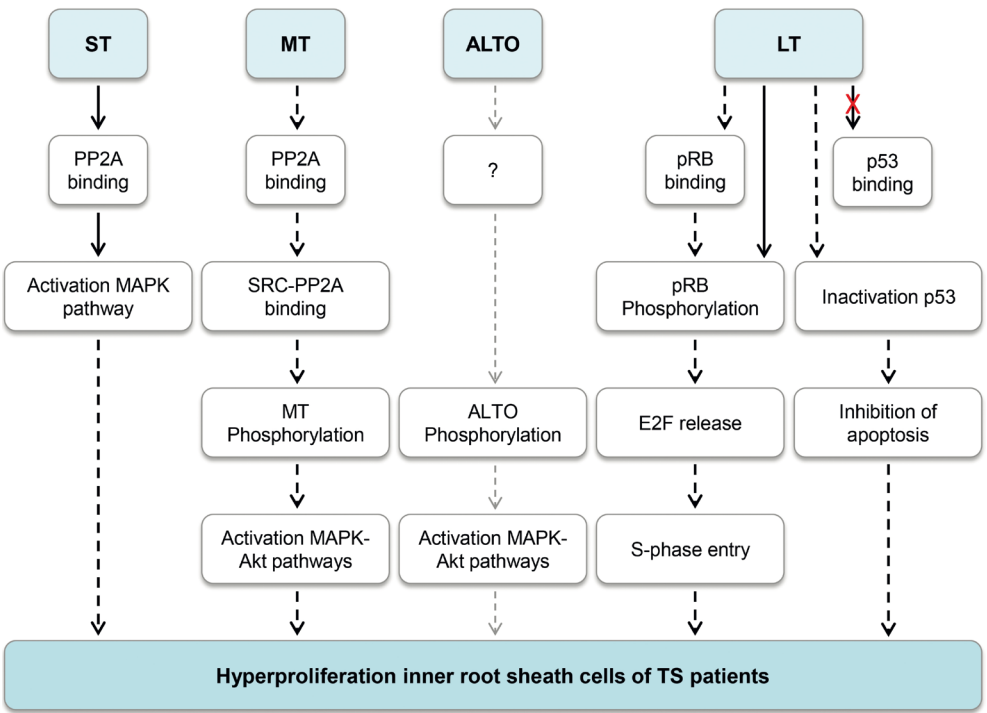 ST
MT
ALTO
LT
PP2A
binding
PP2A
binding
?
pRB
binding
X
p53
binding
Activation MAPK
pathway
SRC-PP2A
binding
pRB
Phosphorylation
Inactivation p53
MT
Phosphorylation
ALTO
Phosphorylation
E2F release
Inhibition of
apoptosis
Activation MAPK-
Akt pathways
Activation MAPK-
Akt pathways
S-phase entry
Hyperproliferation inner root sheath cells of TS patients